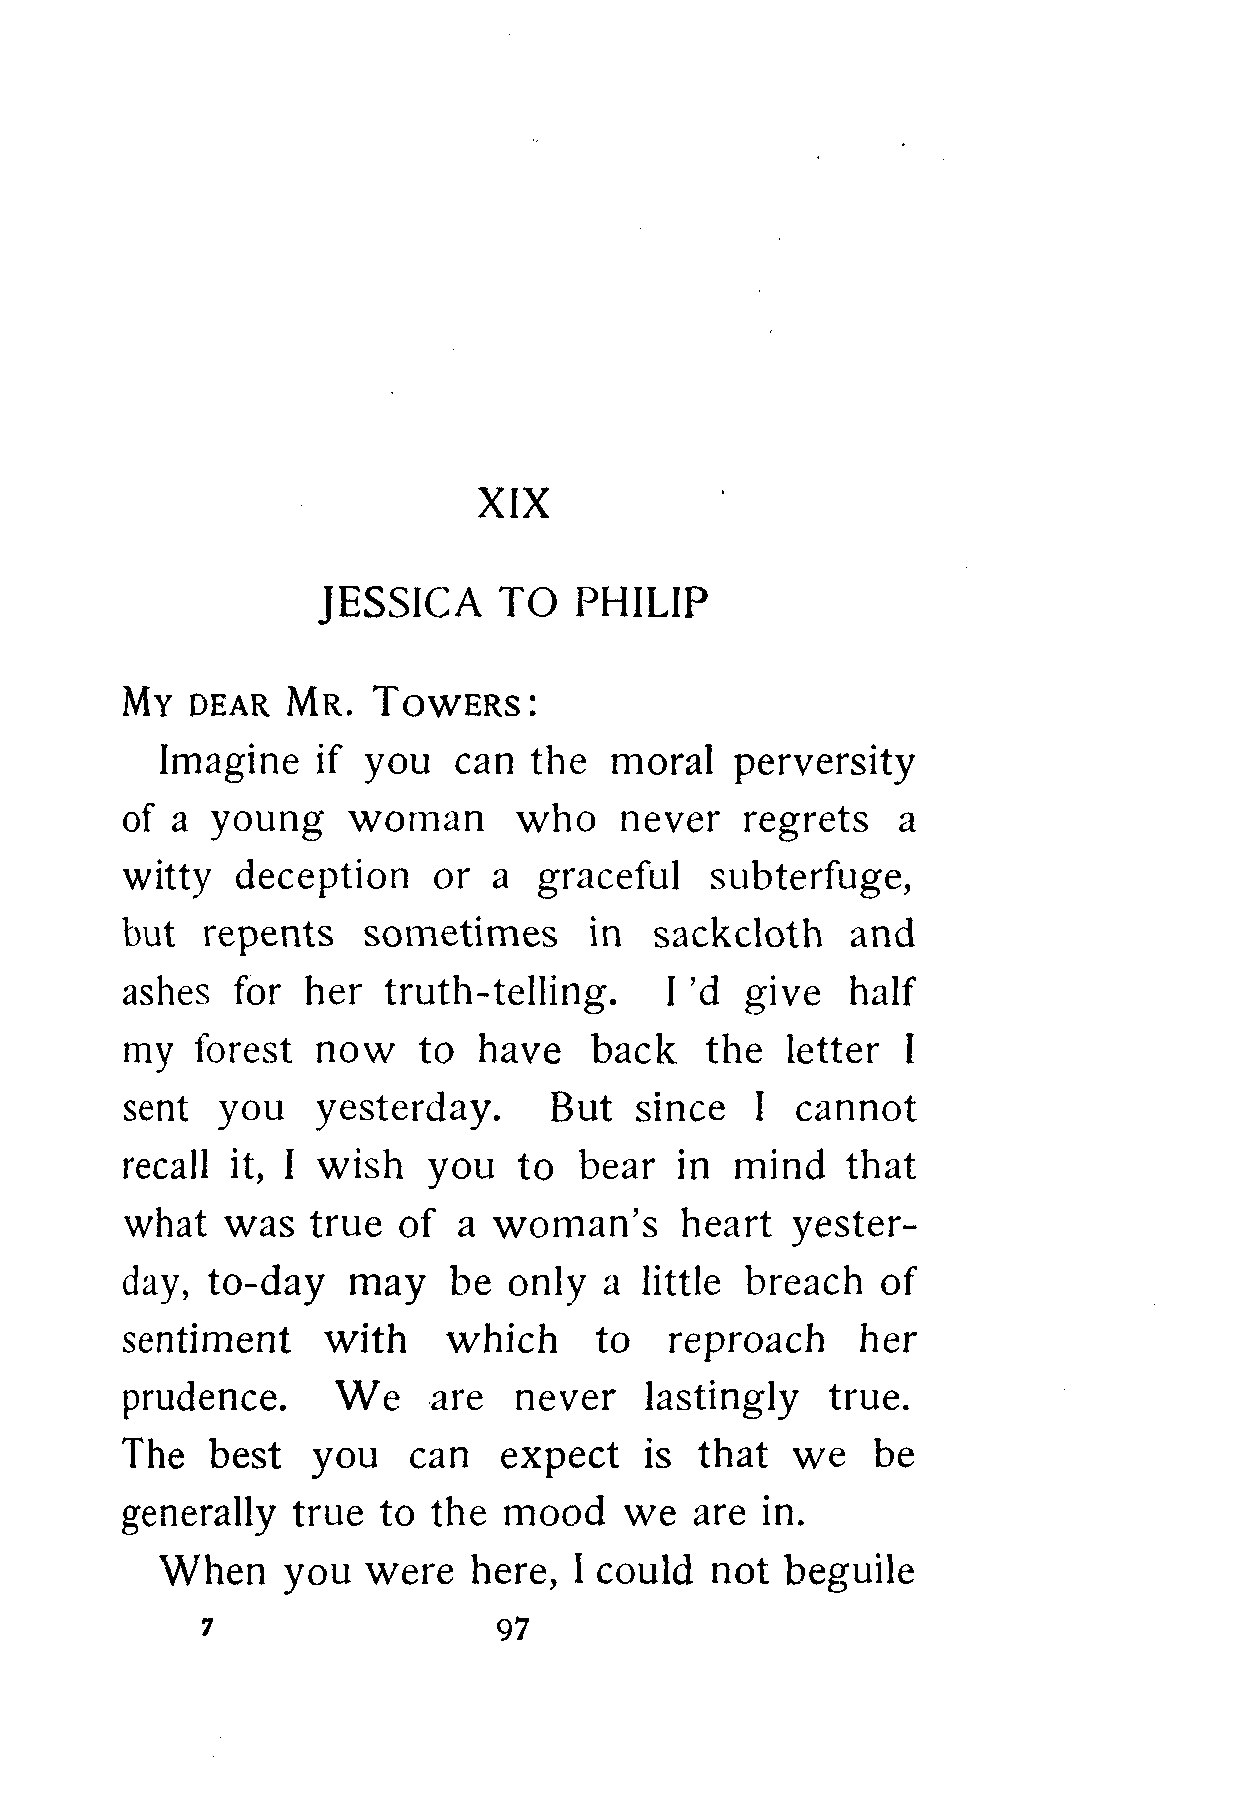 XIX
JESSICA TO PHILIP
MY DEAR MR. TOWERS:
Imagine if you can the moral perversity
of a young woman who never regrets a
witty deception or a graceful subterfuge,
but repents sometimes in sackcloth and
ashes for her truth-telling. I 'd give half
my forest now to have back the letter I
sent you yesterday. But since I cannot
recall it, I wish you to bear in mind that
what was true of a woman's heart yester-
day, to-day may be only a little breach of
sentiment with which to reproach her
prudence. We are never lastingly true.
The best you can expect is that we be
generally true to the mood we are in.
When you were here, I could not beguile
7 97